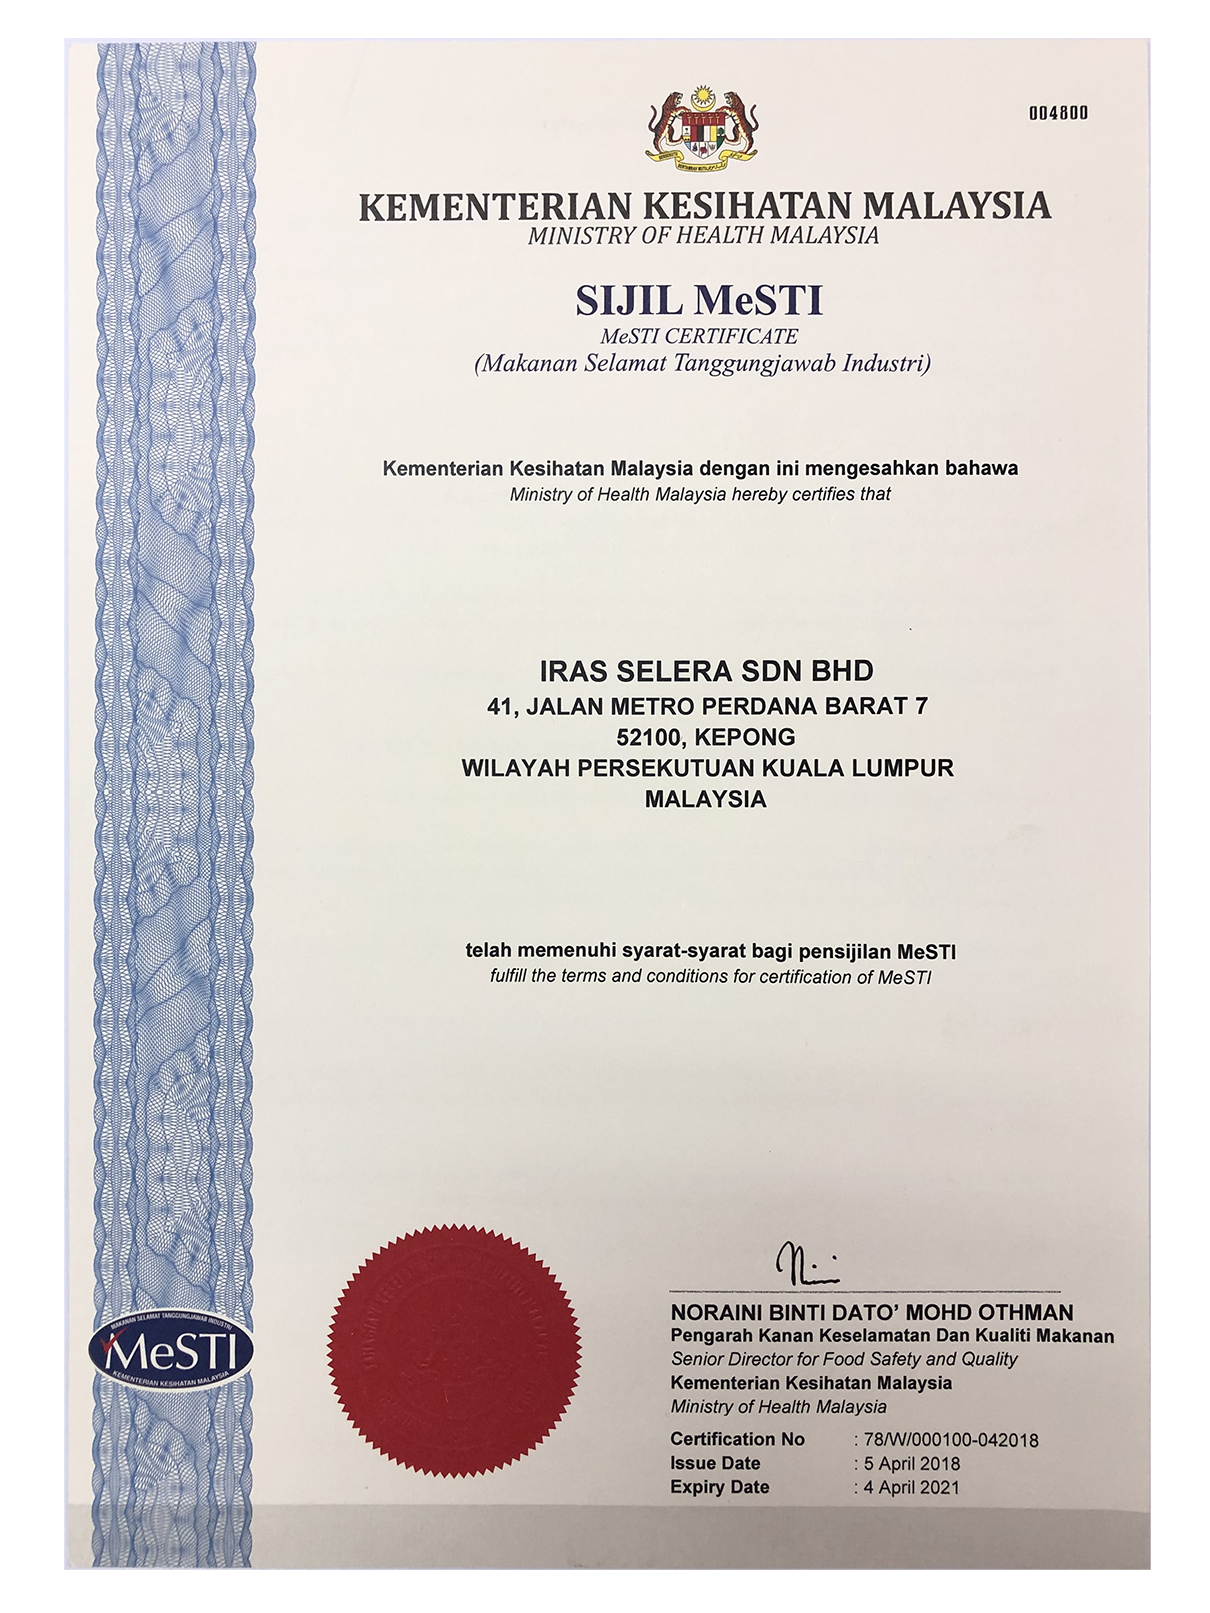 004800
KEMENTERIAN KESIHATAN MALAYSIA
MINISTRY OF HEALTH MALAYSIA
SIJIL MeSTI
MeSTI CERTIFICATE
(Makanan Selamat Tanggungjawab Industri)
Kementerian Kesihatan Malaysia dengan ini mengesahkan bahawa
Ministry of Health Malaysia hereby certifies that
IRAS SELERA SDN BHD
41, JALAN METRO PERDANA BARAT 7
52100, KEPONG
WILAYAH PERSEKUTUAN KUALA LUMPUR
MALAYSIA
telah memenuhi syarat-syarat bagi pensijilan MeSTI
fulfill the terms and conditions for certification of MeSTI
MAKANAN SELAMAT TANGGUNGJAWAB INDUSTRI
MeSTI
KEMENTERIAN KESIHATAN MALAYSIA
NORAINI BINTI DATO’ MOHD OTHMAN
Pengarah Kanan Keselamatan Dan Kualiti Makanan
Senior Director for Food Safety and Quality
Kementerian Kesihatan Malaysia
Ministry of Health Malaysia
Certification No : 78/W/000100-042018
Issue Date : 5 April 2018
Expiry Date : 4 April 2021